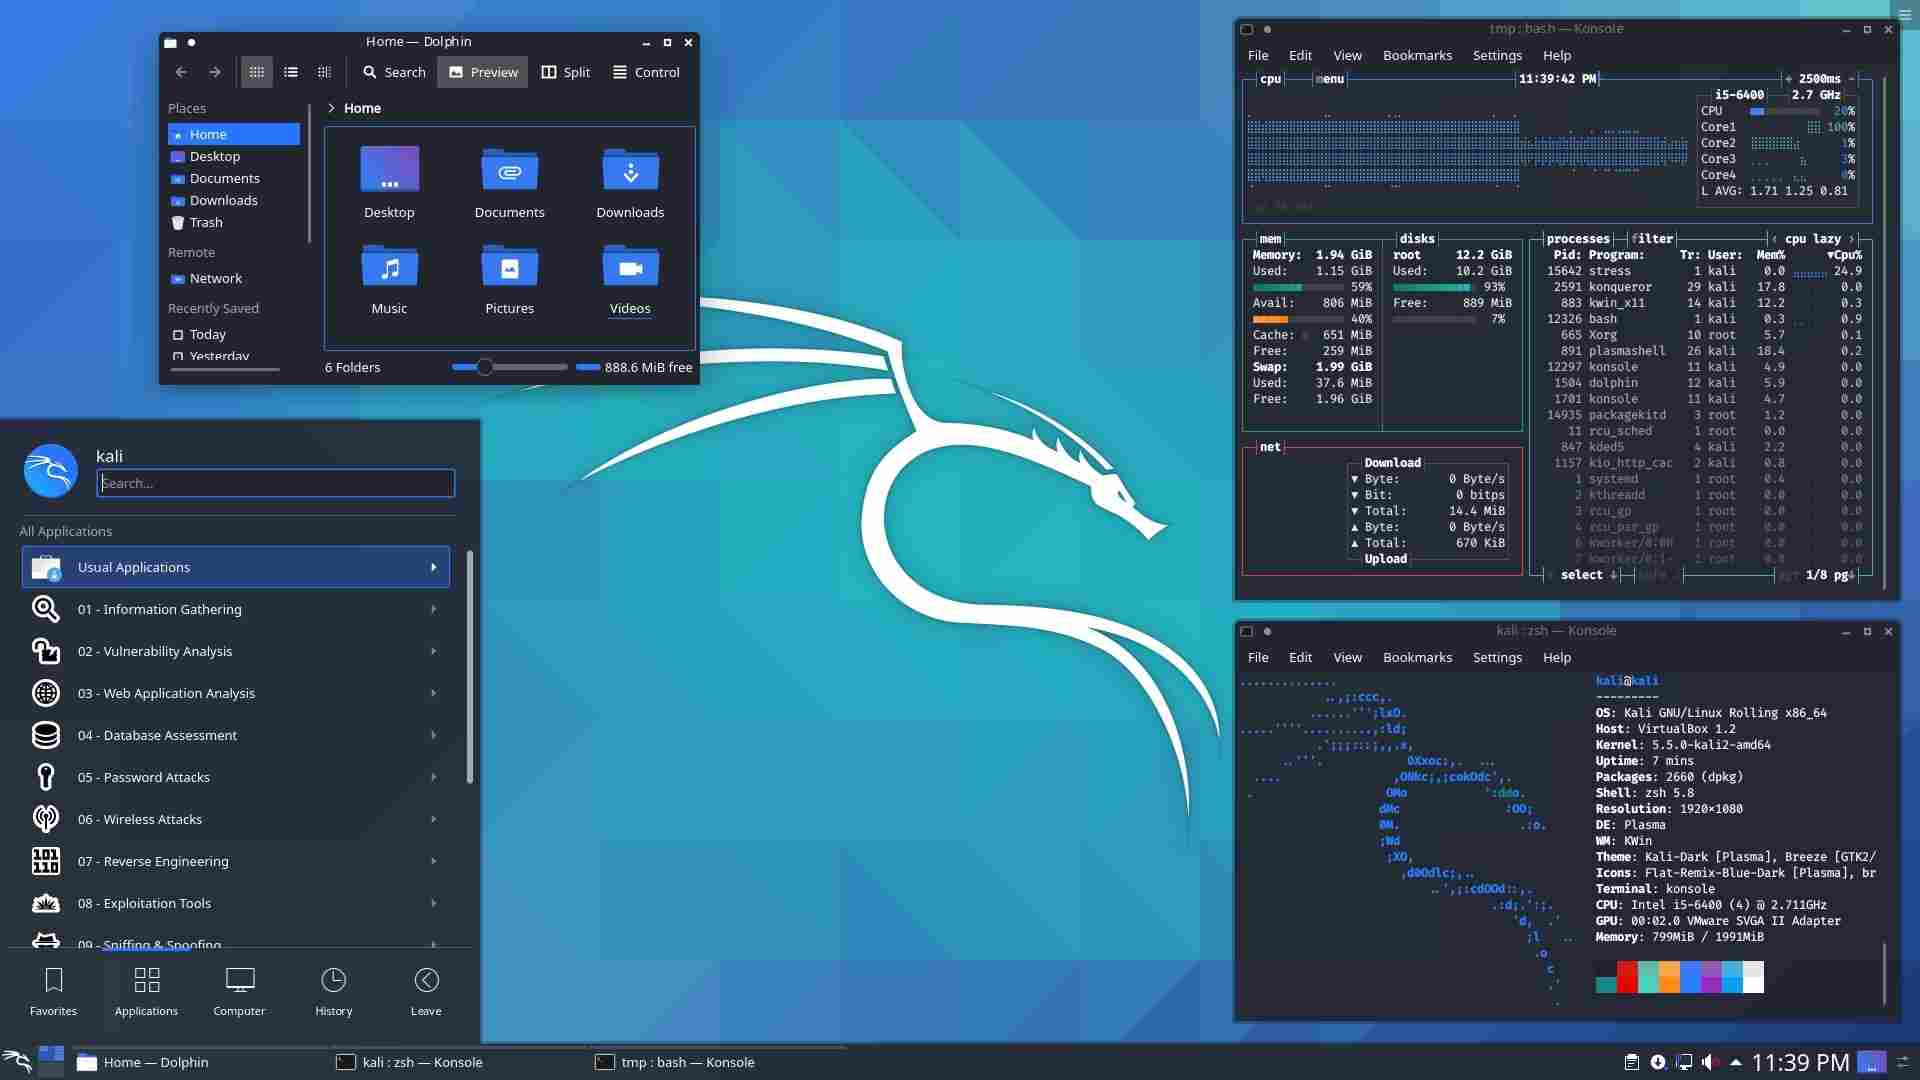 Home — Dolphin
Search Preview Split Control
Places
Home
Desktop
Documents
Downloads
Trash
Remote
Network
Recently Saved
Today
Yesterday
Home
Desktop Documents Downloads
Music Pictures Videos
6 Folders 888.6 MiB free
kali
Search...
All Applications
Usual Applications
01 - Information Gathering
02 - Vulnerability Analysis
03 - Web Application Analysis
04 - Database Assessment
05 - Password Attacks
06 - Wireless Attacks
07 - Reverse Engineering
08 - Exploitation Tools
09 - Sniffing & Spoofing
Favorites Applications Computer History Leave
tmp : bash — Konsole
File Edit View Bookmarks Settings Help
cpu menu 11:39:42 PM + 2500ms -
i5-6400 2.7 GHz
CPU 20%
Core1 100%
Core2 1%
Core3 3%
Core4 0%
L AVG: 1.71 1.25 0.81
mem
Memory: 1.94 GiB
Used: 1.15 GiB
59%
Avail: 806 MiB
40%
Cache: 651 MiB
Free: 259 MiB
Swap: 1.99 GiB
Used: 37.6 MiB
Free: 1.96 GiB
disks
root 12.2 GiB
Used: 10.2 GiB
93%
Free: 889 MiB
7%
net
Download
▼ Byte: 0 Byte/s
▼ Bit: 0 bitps
▼ Total: 14.4 MiB
▲ Byte: 0 Byte/s
▲ Total: 670 KiB
Upload
processes filter ‹ cpu lazy ›
Pid: Program: Tr: User: Mem% ▼Cpu%
15642 stress 1 kali 0.0 24.9
2591 konqueror 29 kali 17.8 0.0
883 kwin_x11 14 kali 12.2 0.3
12326 bash 1 kali 0.3 0.9
665 Xorg 10 root 5.7 0.1
891 plasmashell 26 kali 18.4 0.2
12297 konsole 11 kali 4.9 0.0
1504 dolphin 12 kali 5.9 0.0
1701 konsole 11 kali 4.7 0.0
14935 packagekitd 3 root 1.2 0.0
11 rcu_sched 1 root 0.0 0.0
847 kded5 4 kali 2.2 0.0
1157 kio_http_cac 2 kali 0.8 0.0
1 systemd 1 root 0.4 0.0
2 kthreadd 1 root 0.0 0.0
3 rcu_gp 1 root 0.0 0.0
4 rcu_par_gp 1 root 0.0 0.0
6 kworker/0:0H 1 root 0.0 0.0
7 kworker/0:1- 1 root 0.0 0.0
select ↓ 1/8 pg↓
kali : zsh — Konsole
File Edit View Bookmarks Settings Help
kali@kali
---------
OS: Kali GNU/Linux Rolling x86_64
Host: VirtualBox 1.2
Kernel: 5.5.0-kali2-amd64
Uptime: 7 mins
Packages: 2660 (dpkg)
Shell: zsh 5.8
Resolution: 1920×1080
DE: Plasma
WM: KWin
Theme: Kali-Dark [Plasma], Breeze [GTK2/
Icons: Flat-Remix-Blue-Dark [Plasma], br
Terminal: konsole
CPU: Intel i5-6400 (4) @ 2.711GHz
GPU: 00:02.0 VMware SVGA II Adapter
Memory: 799MiB / 1991MiB
Home — Dolphin kali : zsh — Konsole tmp : bash — Konsole 11:39 PM